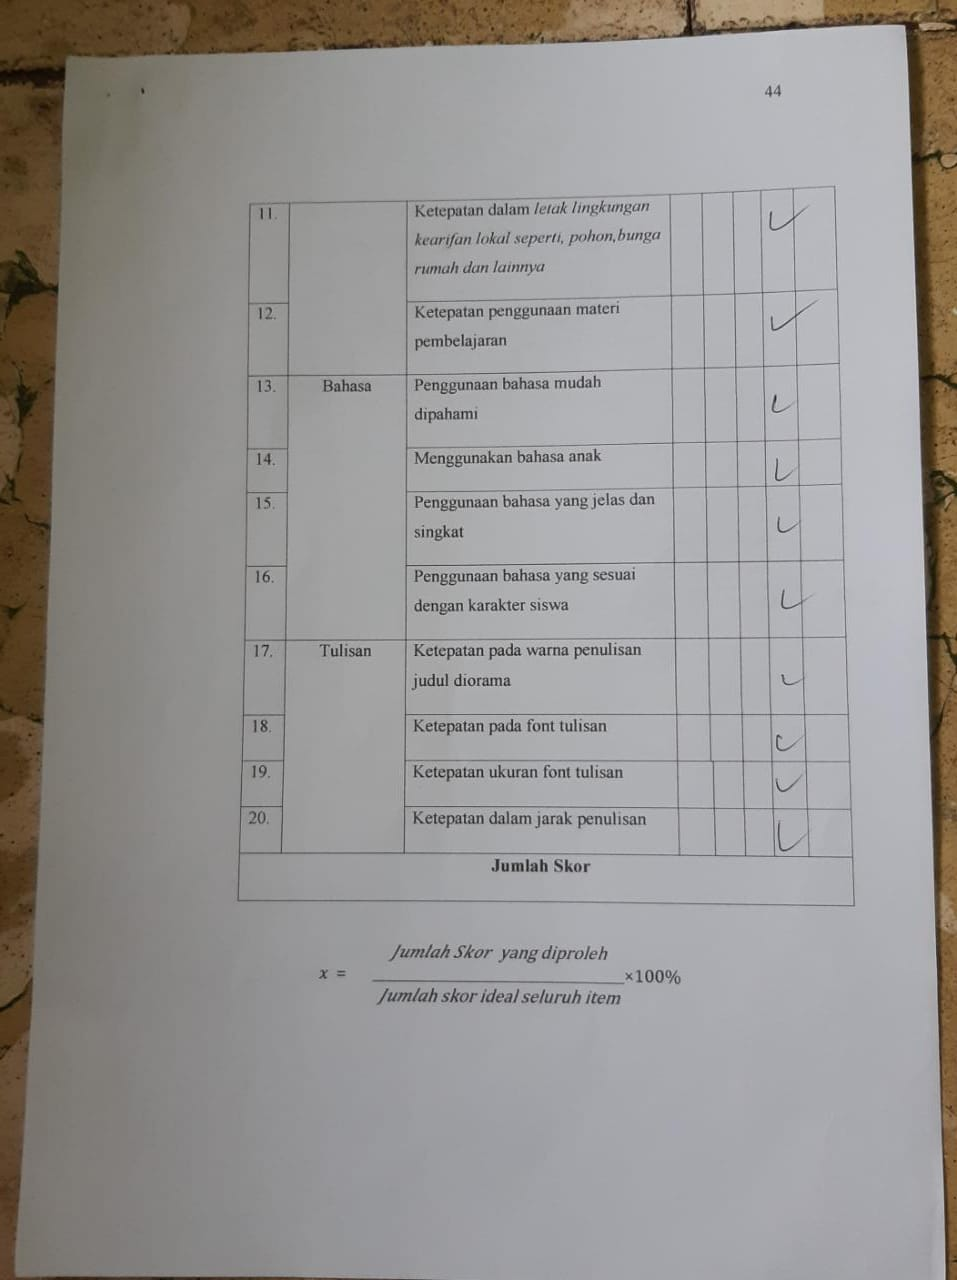 44
11. Ketepatan dalam letak lingkungan
kearifan lokal seperti, pohon,bunga
rumah dan lainnya
12. Ketepatan penggunaan materi
pembelajaran
13. Bahasa Penggunaan bahasa mudah
dipahami
14. Menggunakan bahasa anak
15. Penggunaan bahasa yang jelas dan
singkat
16. Penggunaan bahasa yang sesuai
dengan karakter siswa
17. Tulisan Ketepatan pada warna penulisan
judul diorama
18. Ketepatan pada font tulisan
19. Ketepatan ukuran font tulisan
20. Ketepatan dalam jarak penulisan
Jumlah Skor
Jumlah Skor yang diproleh
x = ×100%
Jumlah skor ideal seluruh item